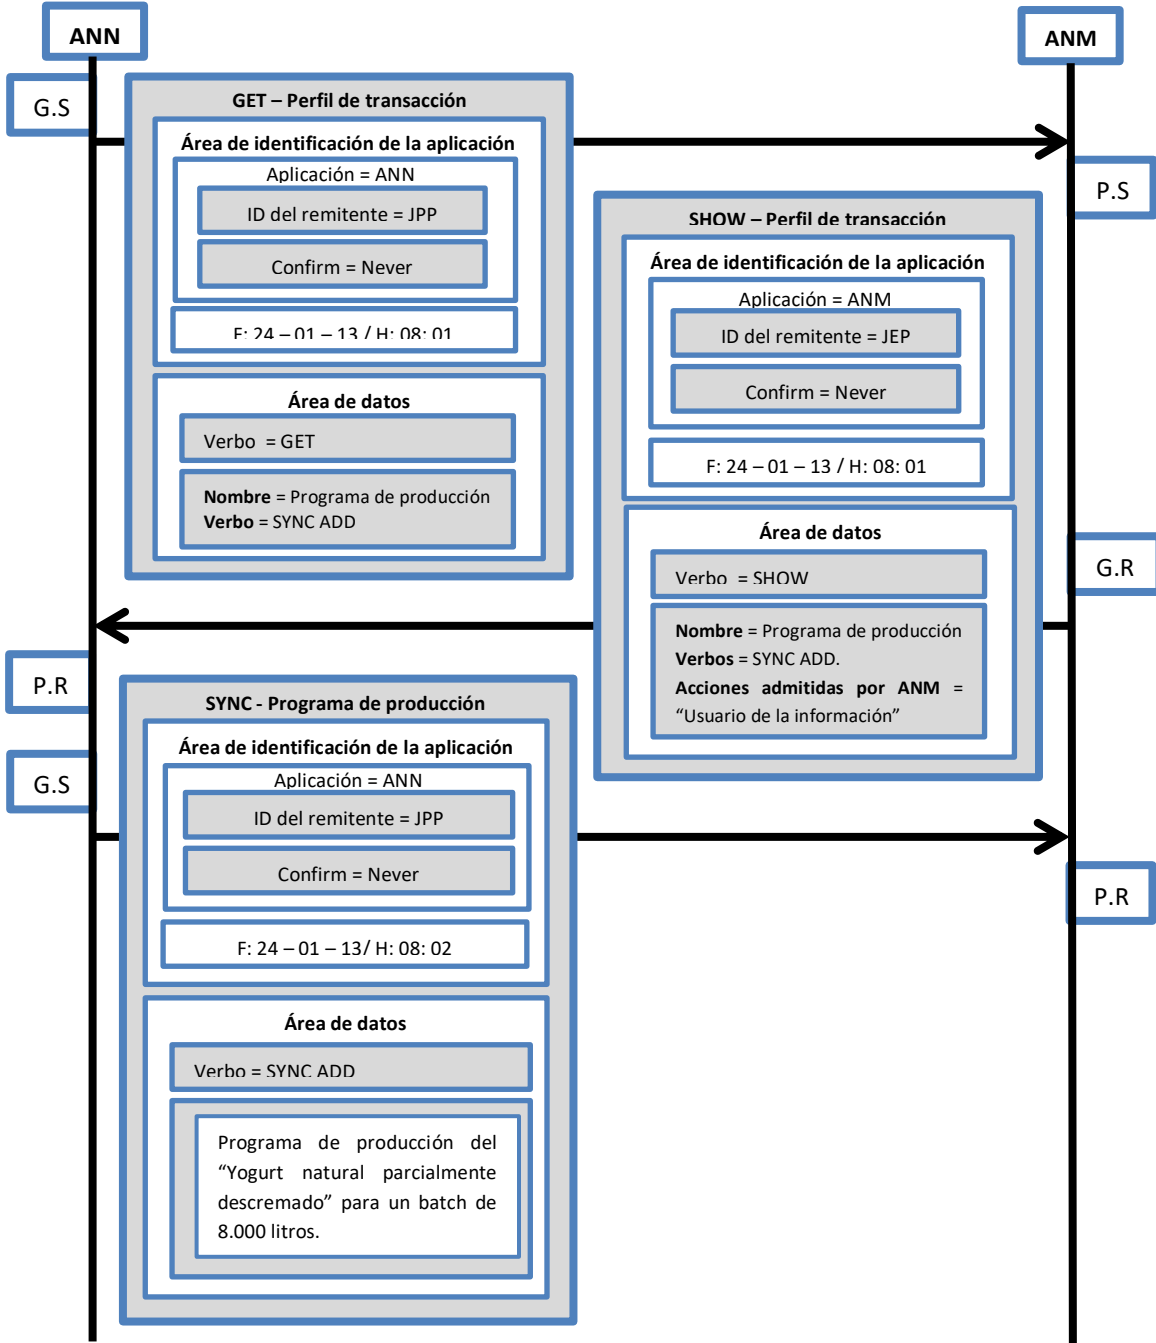 ANN
ANM
G.S
GET – Perfil de transacción
Área de identificación de la aplicación
Aplicación = ANN
ID del remitente = JPP
Confirm = Never
F: 24 – 01 – 13 / H: 08: 01
Área de datos
Verbo = GET
Nombre = Programa de producción
Verbo = SYNC ADD
P.S
SHOW – Perfil de transacción
Área de identificación de la aplicación
Aplicación = ANM
ID del remitente = JEP
Confirm = Never
F: 24 – 01 – 13 / H: 08: 01
Área de datos
Verbo = SHOW
Nombre = Programa de producción
Verbos = SYNC ADD.
Acciones admitidas por ANM =
“Usuario de la información”
G.R
P.R
G.S
SYNC - Programa de producción
Área de identificación de la aplicación
Aplicación = ANN
ID del remitente = JPP
Confirm = Never
F: 24 – 01 – 13/ H: 08: 02
Área de datos
Verbo = SYNC ADD
Programa de producción del
“Yogurt natural parcialmente
descremado” para un batch de
8.000 litros.
P.R